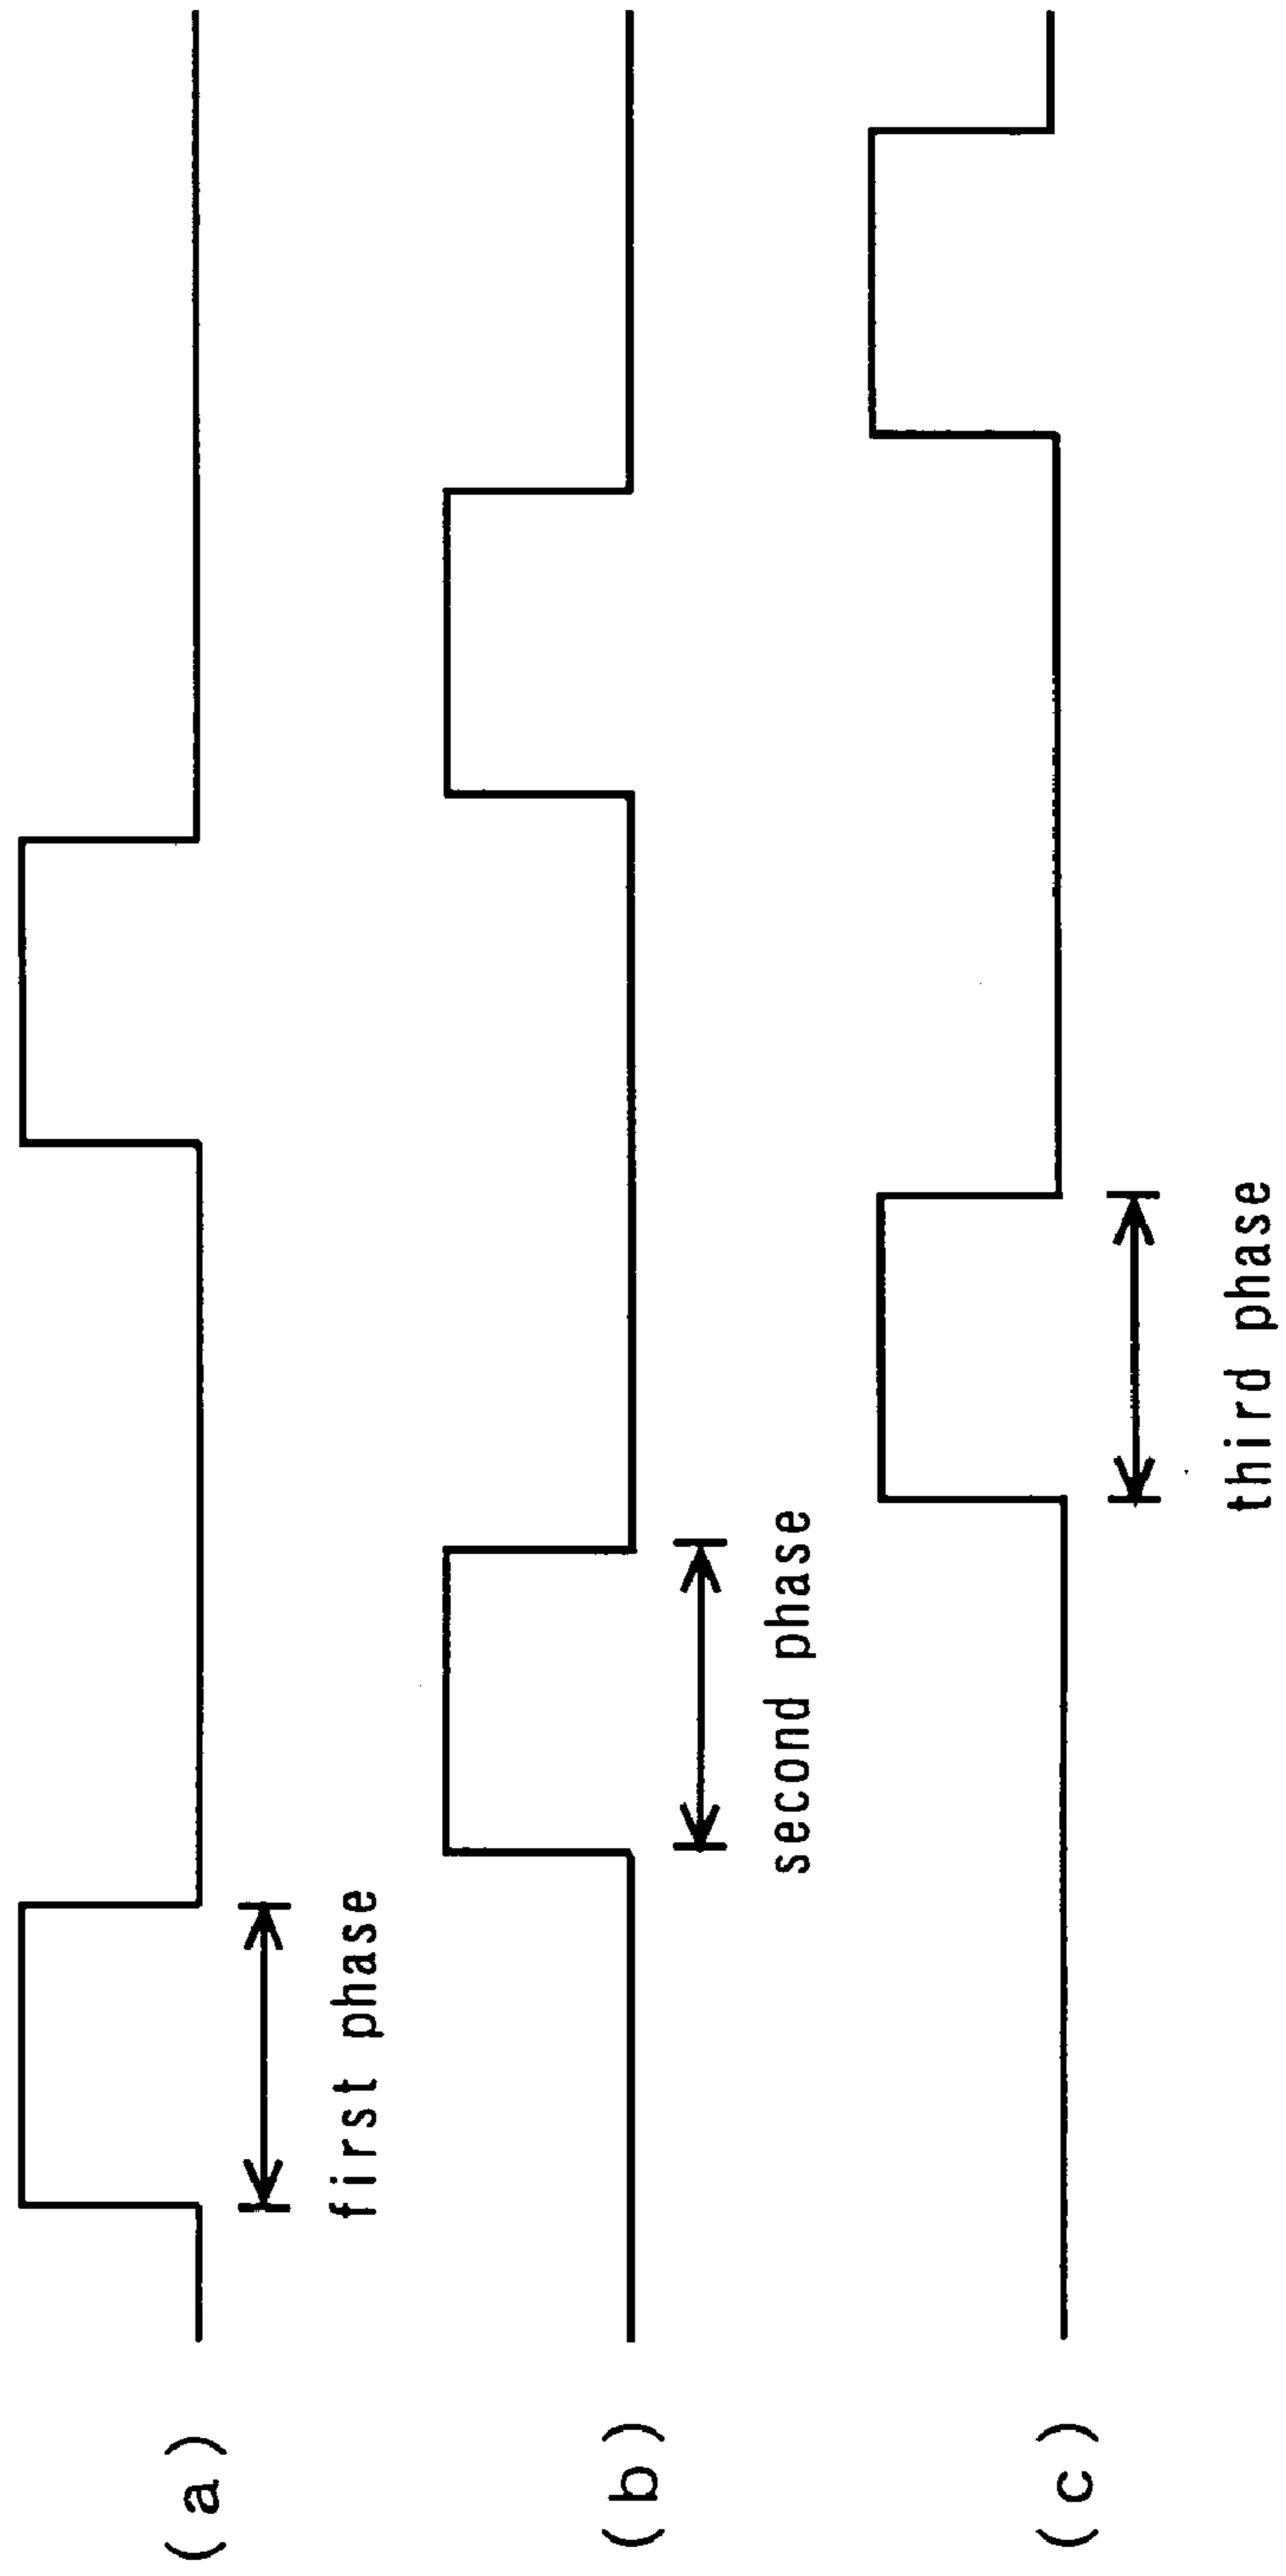 (a)
first phase
(b)
second phase
(c)
third phase